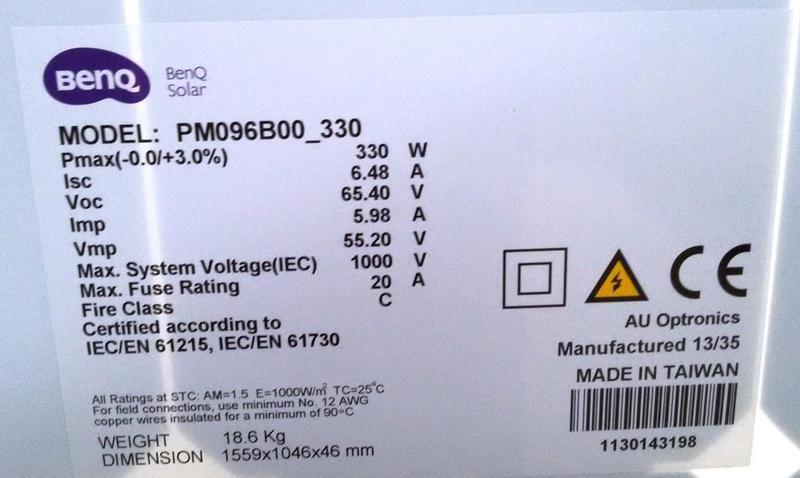 BenQ
BenQ
Solar
MODEL: PM096B00_330
Pmax(-0.0/+3.0%) 330 W
Isc 6.48 A
Voc 65.40 V
Imp 5.98 A
Vmp 55.20 V
Max. System Voltage(IEC) 1000 V
Max. Fuse Rating 20 A
Fire Class C
Certified according to
IEC/EN 61215, IEC/EN 61730
All Ratings at STC: AM=1.5 E=1000W/m² TC=25°C
For field connections, use minimum No. 12 AWG
copper wires insulated for a minimum of 90°C
WEIGHT 18.6 Kg
DIMENSION 1559x1046x46 mm
CE
AU Optronics
Manufactured 13/35
MADE IN TAIWAN
1130143198